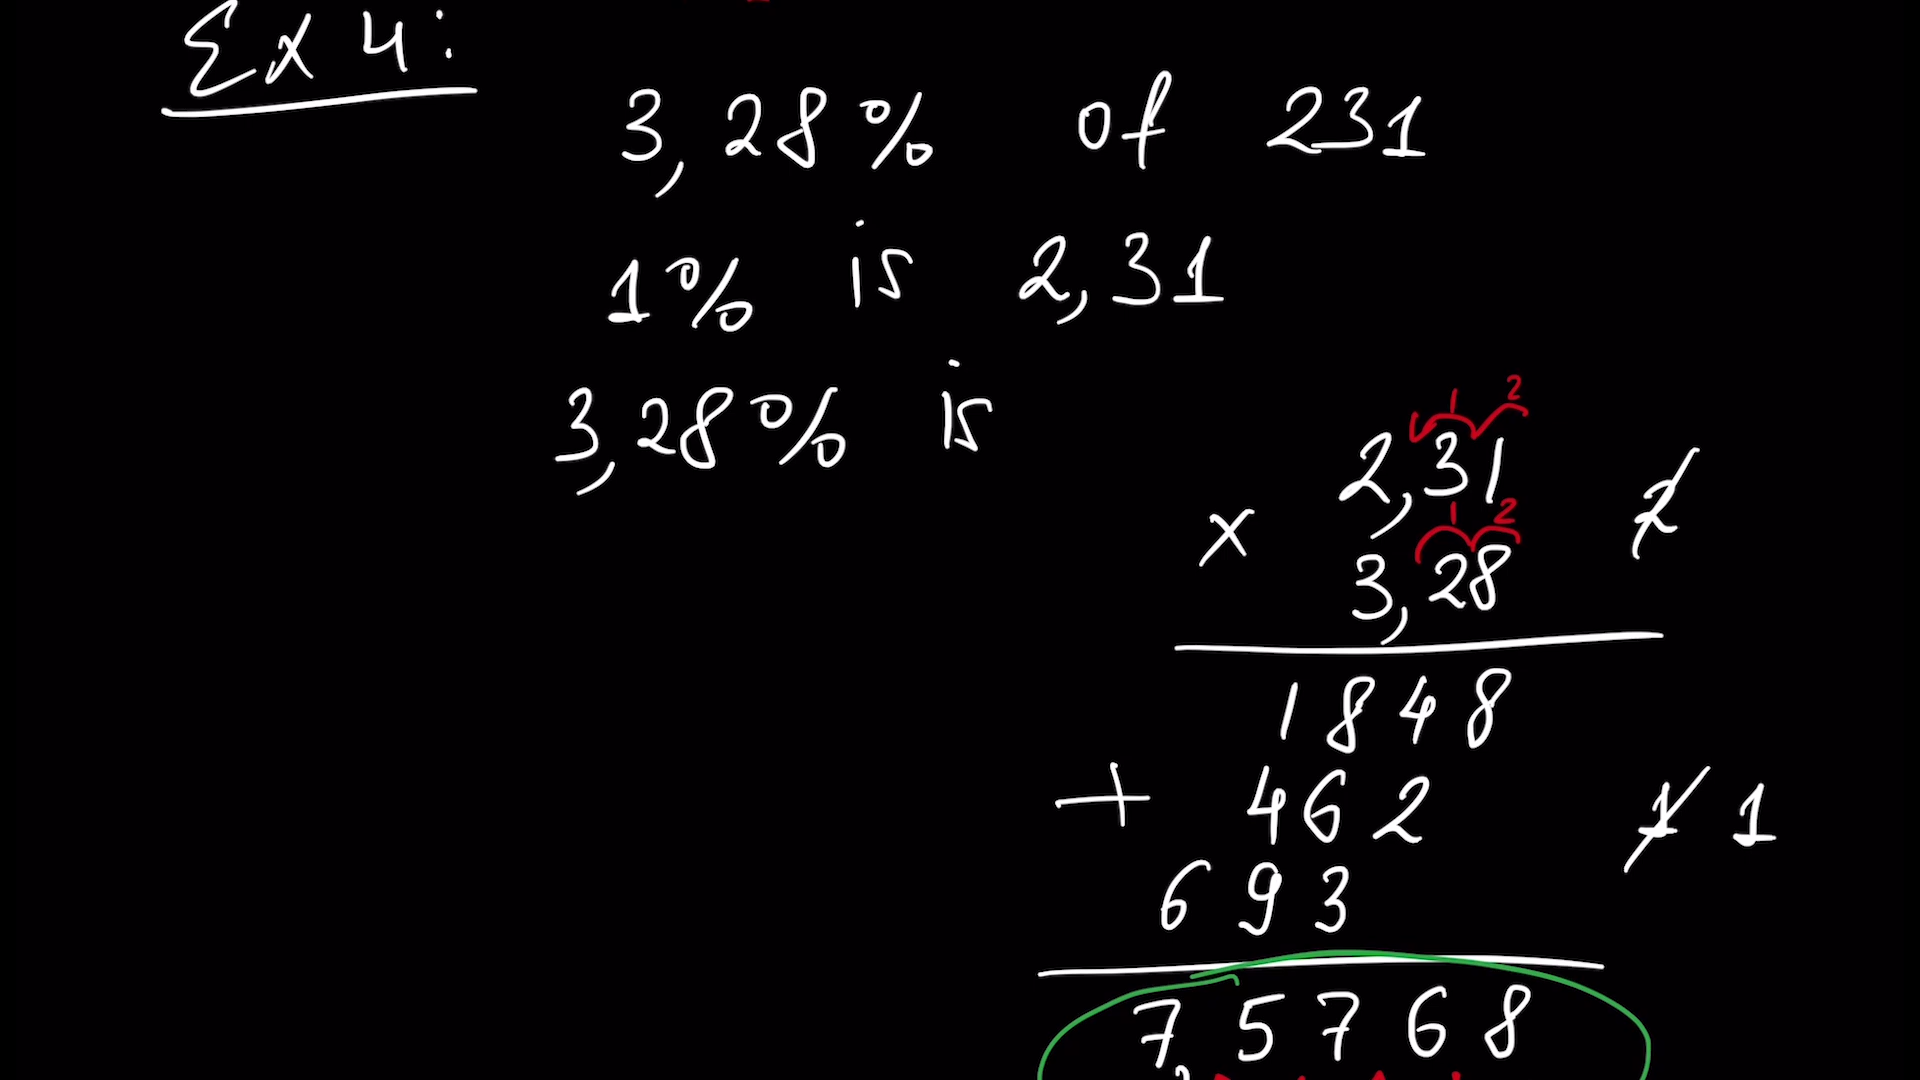 Ex 4:
3,28% of 231
1% is 2,31
3,28% is
1 2
2,31
2
1 2
x 3,28
1848
+ 462
1 1
693
7,5768